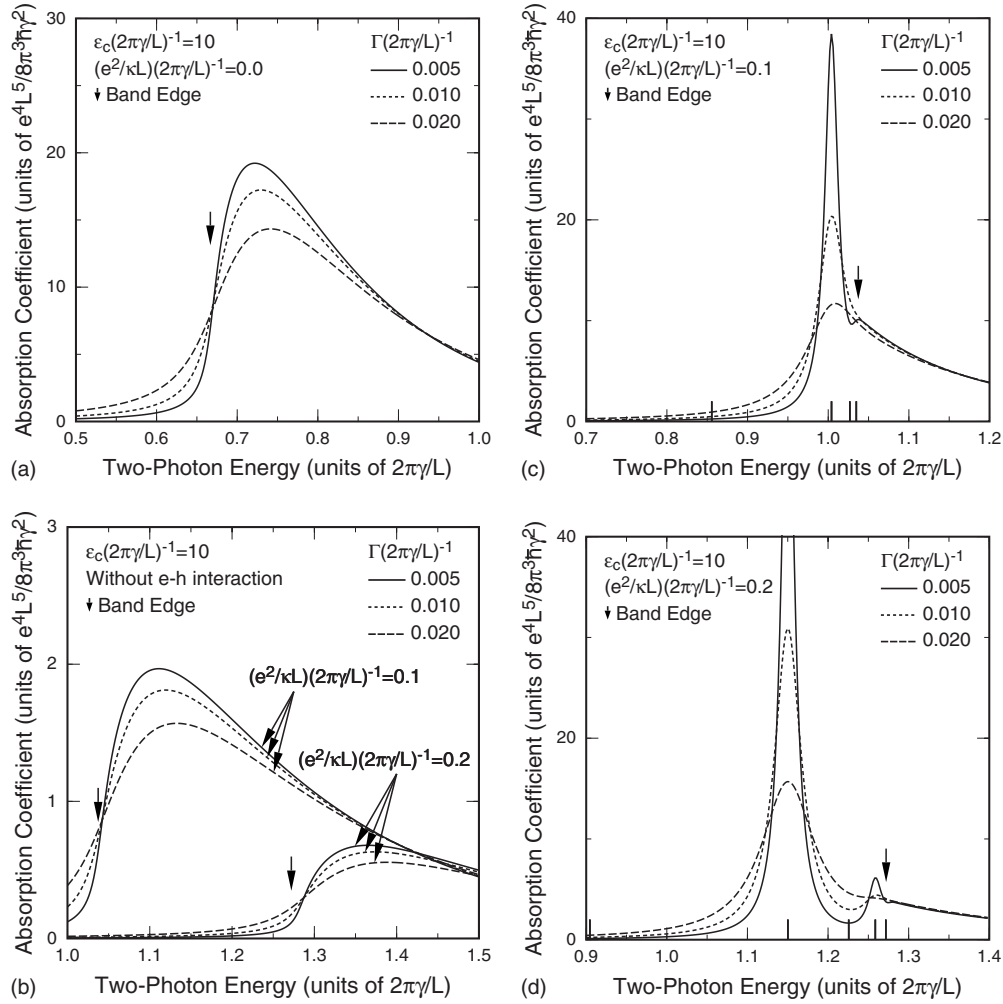 Absorption Coefficient (units of e⁴L⁵/8π³ħγ²)
30
20
10
0
ε_c(2πγ/L)⁻¹=10
(e²/κL)(2πγ/L)⁻¹=0.0
Band Edge
Γ(2πγ/L)⁻¹
0.005
0.010
0.020
0.5 0.6 0.7 0.8 0.9 1.0
(a) Two-Photon Energy (units of 2πγ/L)
Absorption Coefficient (units of e⁴L⁵/8π³ħγ²)
40
30
20
10
0
ε_c(2πγ/L)⁻¹=10
(e²/κL)(2πγ/L)⁻¹=0.1
Band Edge
Γ(2πγ/L)⁻¹
0.005
0.010
0.020
0.7 0.8 0.9 1.0 1.1 1.2
(c) Two-Photon Energy (units of 2πγ/L)
Absorption Coefficient (units of e⁴L⁵/8π³ħγ²)
3
2
1
0
ε_c(2πγ/L)⁻¹=10
Without e-h interaction
Band Edge
Γ(2πγ/L)⁻¹
0.005
0.010
0.020
(e²/κL)(2πγ/L)⁻¹=0.1
(e²/κL)(2πγ/L)⁻¹=0.2
1.0 1.1 1.2 1.3 1.4 1.5
(b) Two-Photon Energy (units of 2πγ/L)
Absorption Coefficient (units of e⁴L⁵/8π³ħγ²)
40
30
20
10
0
ε_c(2πγ/L)⁻¹=10
(e²/κL)(2πγ/L)⁻¹=0.2
Band Edge
Γ(2πγ/L)⁻¹
0.005
0.010
0.020
0.9 1.0 1.1 1.2 1.3 1.4
(d) Two-Photon Energy (units of 2πγ/L)